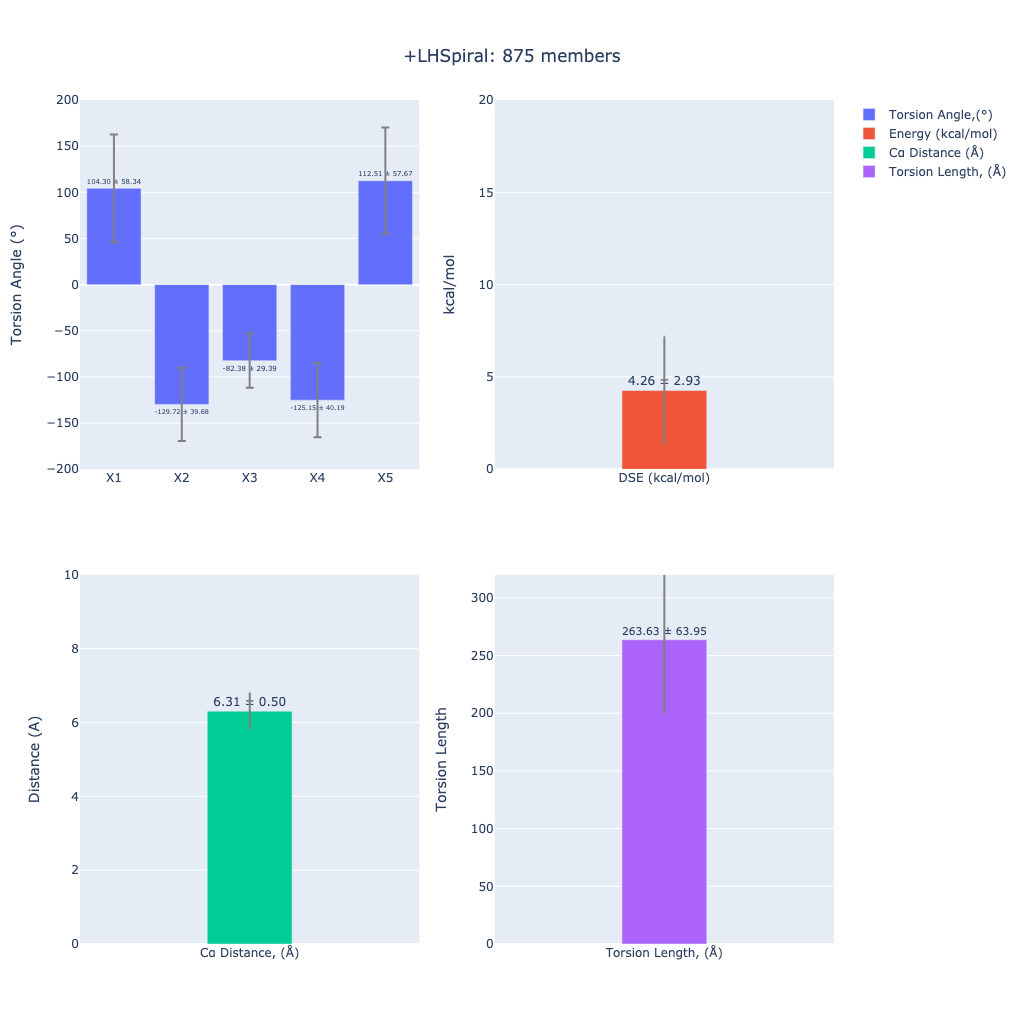 +LHSpiral: 875 members
Torsion Angle,(°)
Energy (kcal/mol)
Cα Distance (Å)
Torsion Length, (Å)
Torsion Angle (°)
200
150
100
50
0
−50
−100
−150
−200
104.30 ± 58.34
-129.72 ± 39.68
-82.38 ± 29.39
-125.15 ± 40.19
112.51 ± 57.67
X1 X2 X3 X4 X5
kcal/mol
20
15
10
5
0
4.26 ± 2.93
DSE (kcal/mol)
Distance (A)
10
8
6
4
2
0
6.31 ± 0.50
Cα Distance, (Å)
Torsion Length
300
250
200
150
100
50
0
263.63 ± 63.95
Torsion Length, (Å)